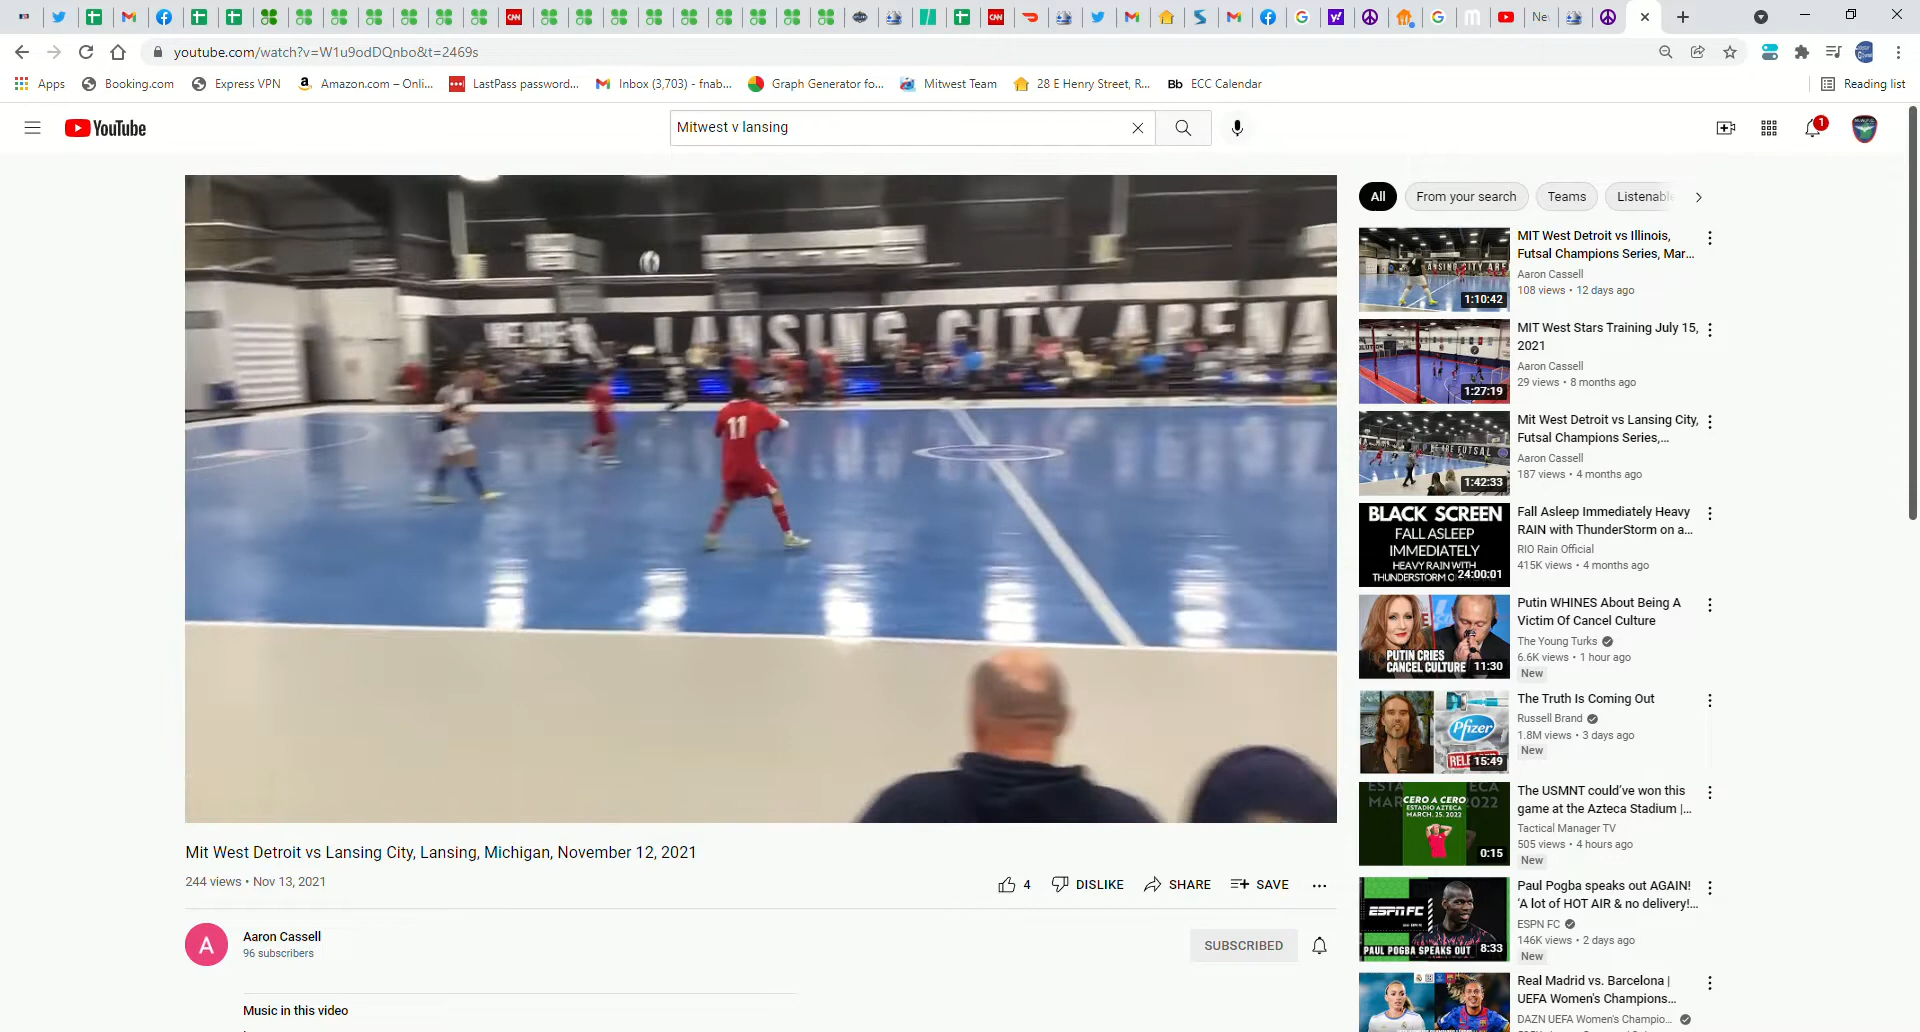 youtube.com/watch?v=W1u9odDQnbo&t=2469s
Apps
Booking.com
Express VPN
Amazon.com – Onli...
LastPass password...
Inbox (3,703) - fnab...
Graph Generator fo...
Mitwest Team
28 E Henry Street, R...
Bb ECC Calendar
Reading list
YouTube
Mitwest v lansing
1
WE ARE
LANSING CITY ARENA
11
All
From your search
Teams
Listenable
MIT West Detroit vs Illinois,
Futsal Champions Series, Mar...
Aaron Cassell
108 views • 12 days ago
1:10:42
MIT West Stars Training July 15,
2021
Aaron Cassell
29 views • 8 months ago
1:27:19
Mit West Detroit vs Lansing City,
Futsal Champions Series,...
Aaron Cassell
187 views • 4 months ago
1:42:33
BLACK SCREEN
FALL ASLEEP
IMMEDIATELY
HEAVY RAIN WITH
24:00:01
Fall Asleep Immediately Heavy
RAIN with ThunderStorm on a...
RIO Rain Official
415K views • 4 months ago
PUTIN CRIES
CANCEL CULTURE
11:30
Putin WHINES About Being A
Victim Of Cancel Culture
The Young Turks
6.6K views • 1 hour ago
New
Pfizer
15:49
The Truth Is Coming Out
Russell Brand
1.8M views • 3 days ago
New
CERO A CERO
ESTADIO AZTECA
MARCH. 25. 2022
0:15
The USMNT could've won this
game at the Azteca Stadium |...
Tactical Manager TV
505 views • 4 hours ago
New
ESPN FC
PAUL POGBA SPEAKS OUT
8:33
Paul Pogba speaks out AGAIN!
'A lot of HOT AIR & no delivery!...
ESPN FC
146K views • 2 days ago
New
Real Madrid vs. Barcelona |
UEFA Women's Champions...
DAZN UEFA Women's Champio...
Mit West Detroit vs Lansing City, Lansing, Michigan, November 12, 2021
244 views • Nov 13, 2021
4
DISLIKE
SHARE
SAVE
A
Aaron Cassell
96 subscribers
SUBSCRIBED
Music in this video